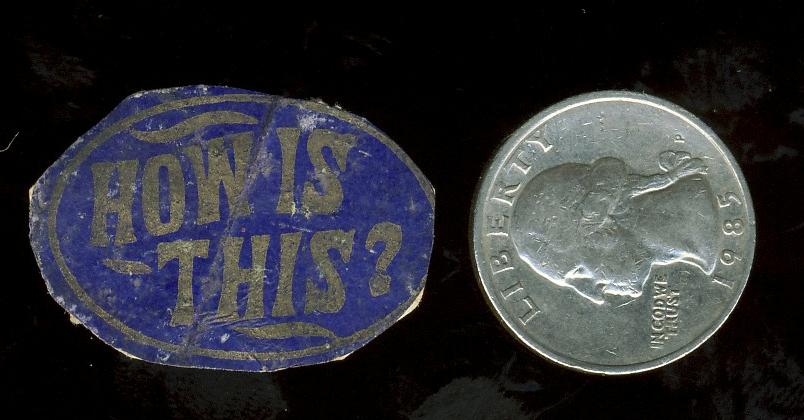 HOW IS
THIS?
LIBERTY
P
IN GOD WE
TRUST
1985